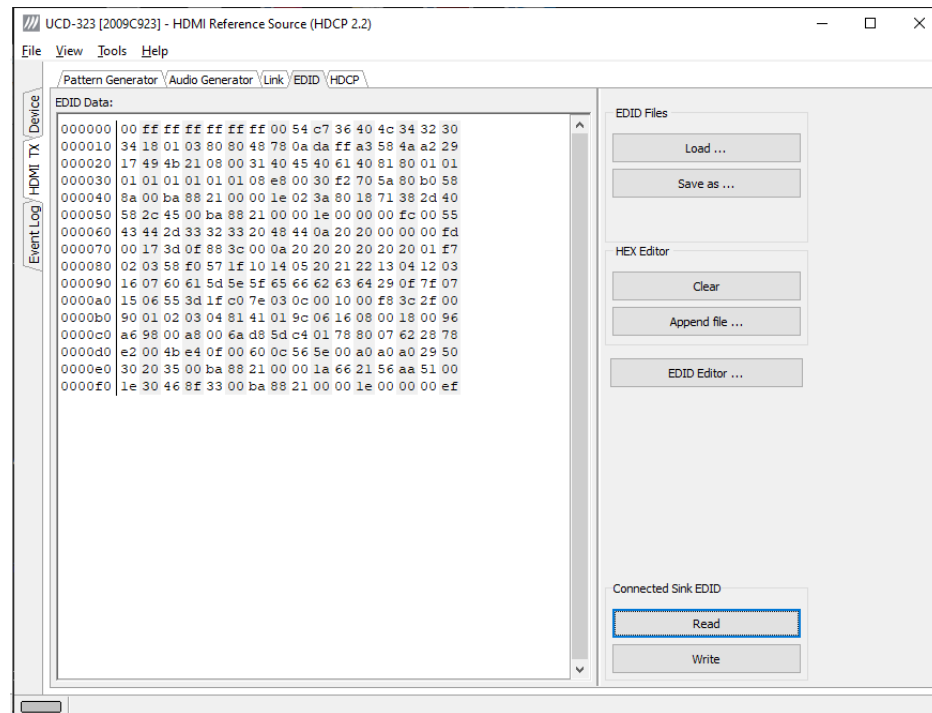 UCD-323 [2009C923] - HDMI Reference Source (HDCP 2.2)
File View Tools Help
Pattern Generator Audio Generator Link EDID HDCP
Device
HDMI TX
Event Log
EDID Data:
000000 00 ff ff ff ff ff ff 00 54 c7 36 40 4c 34 32 30
000010 34 18 01 03 80 80 48 78 0a da ff a3 58 4a a2 29
000020 17 49 4b 21 08 00 31 40 45 40 61 40 81 80 01 01
000030 01 01 01 01 01 01 08 e8 00 30 f2 70 5a 80 b0 58
000040 8a 00 ba 88 21 00 00 1e 02 3a 80 18 71 38 2d 40
000050 58 2c 45 00 ba 88 21 00 00 1e 00 00 00 fc 00 55
000060 43 44 2d 33 32 33 20 48 44 0a 20 20 00 00 00 fd
000070 00 17 3d 0f 88 3c 00 0a 20 20 20 20 20 20 01 f7
000080 02 03 58 f0 57 1f 10 14 05 20 21 22 13 04 12 03
000090 16 07 60 61 5d 5e 5f 65 66 62 63 64 29 0f 7f 07
0000a0 15 06 55 3d 1f c0 7e 03 0c 00 10 00 f8 3c 2f 00
0000b0 90 01 02 03 04 81 41 01 9c 06 16 08 00 18 00 96
0000c0 a6 98 00 a8 00 6a d8 5d c4 01 78 80 07 62 28 78
0000d0 e2 00 4b e4 0f 00 60 0c 56 5e 00 a0 a0 a0 29 50
0000e0 30 20 35 00 ba 88 21 00 00 1a 66 21 56 aa 51 00
0000f0 1e 30 46 8f 33 00 ba 88 21 00 00 1e 00 00 00 ef
EDID Files
Load ...
Save as ...
HEX Editor
Clear
Append file ...
EDID Editor ...
Connected Sink EDID
Read
Write